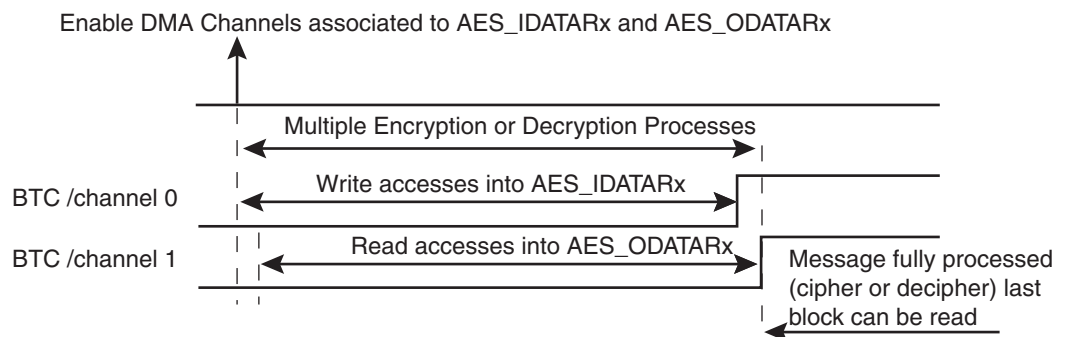 Enable DMA Channels associated to AES_IDATARx and AES_ODATARx
Multiple Encryption or Decryption Processes
BTC /channel 0
Write accesses into AES_IDATARx
BTC /channel 1
Read accesses into AES_ODATARx
Message fully processed
(cipher or decipher) last
block can be read